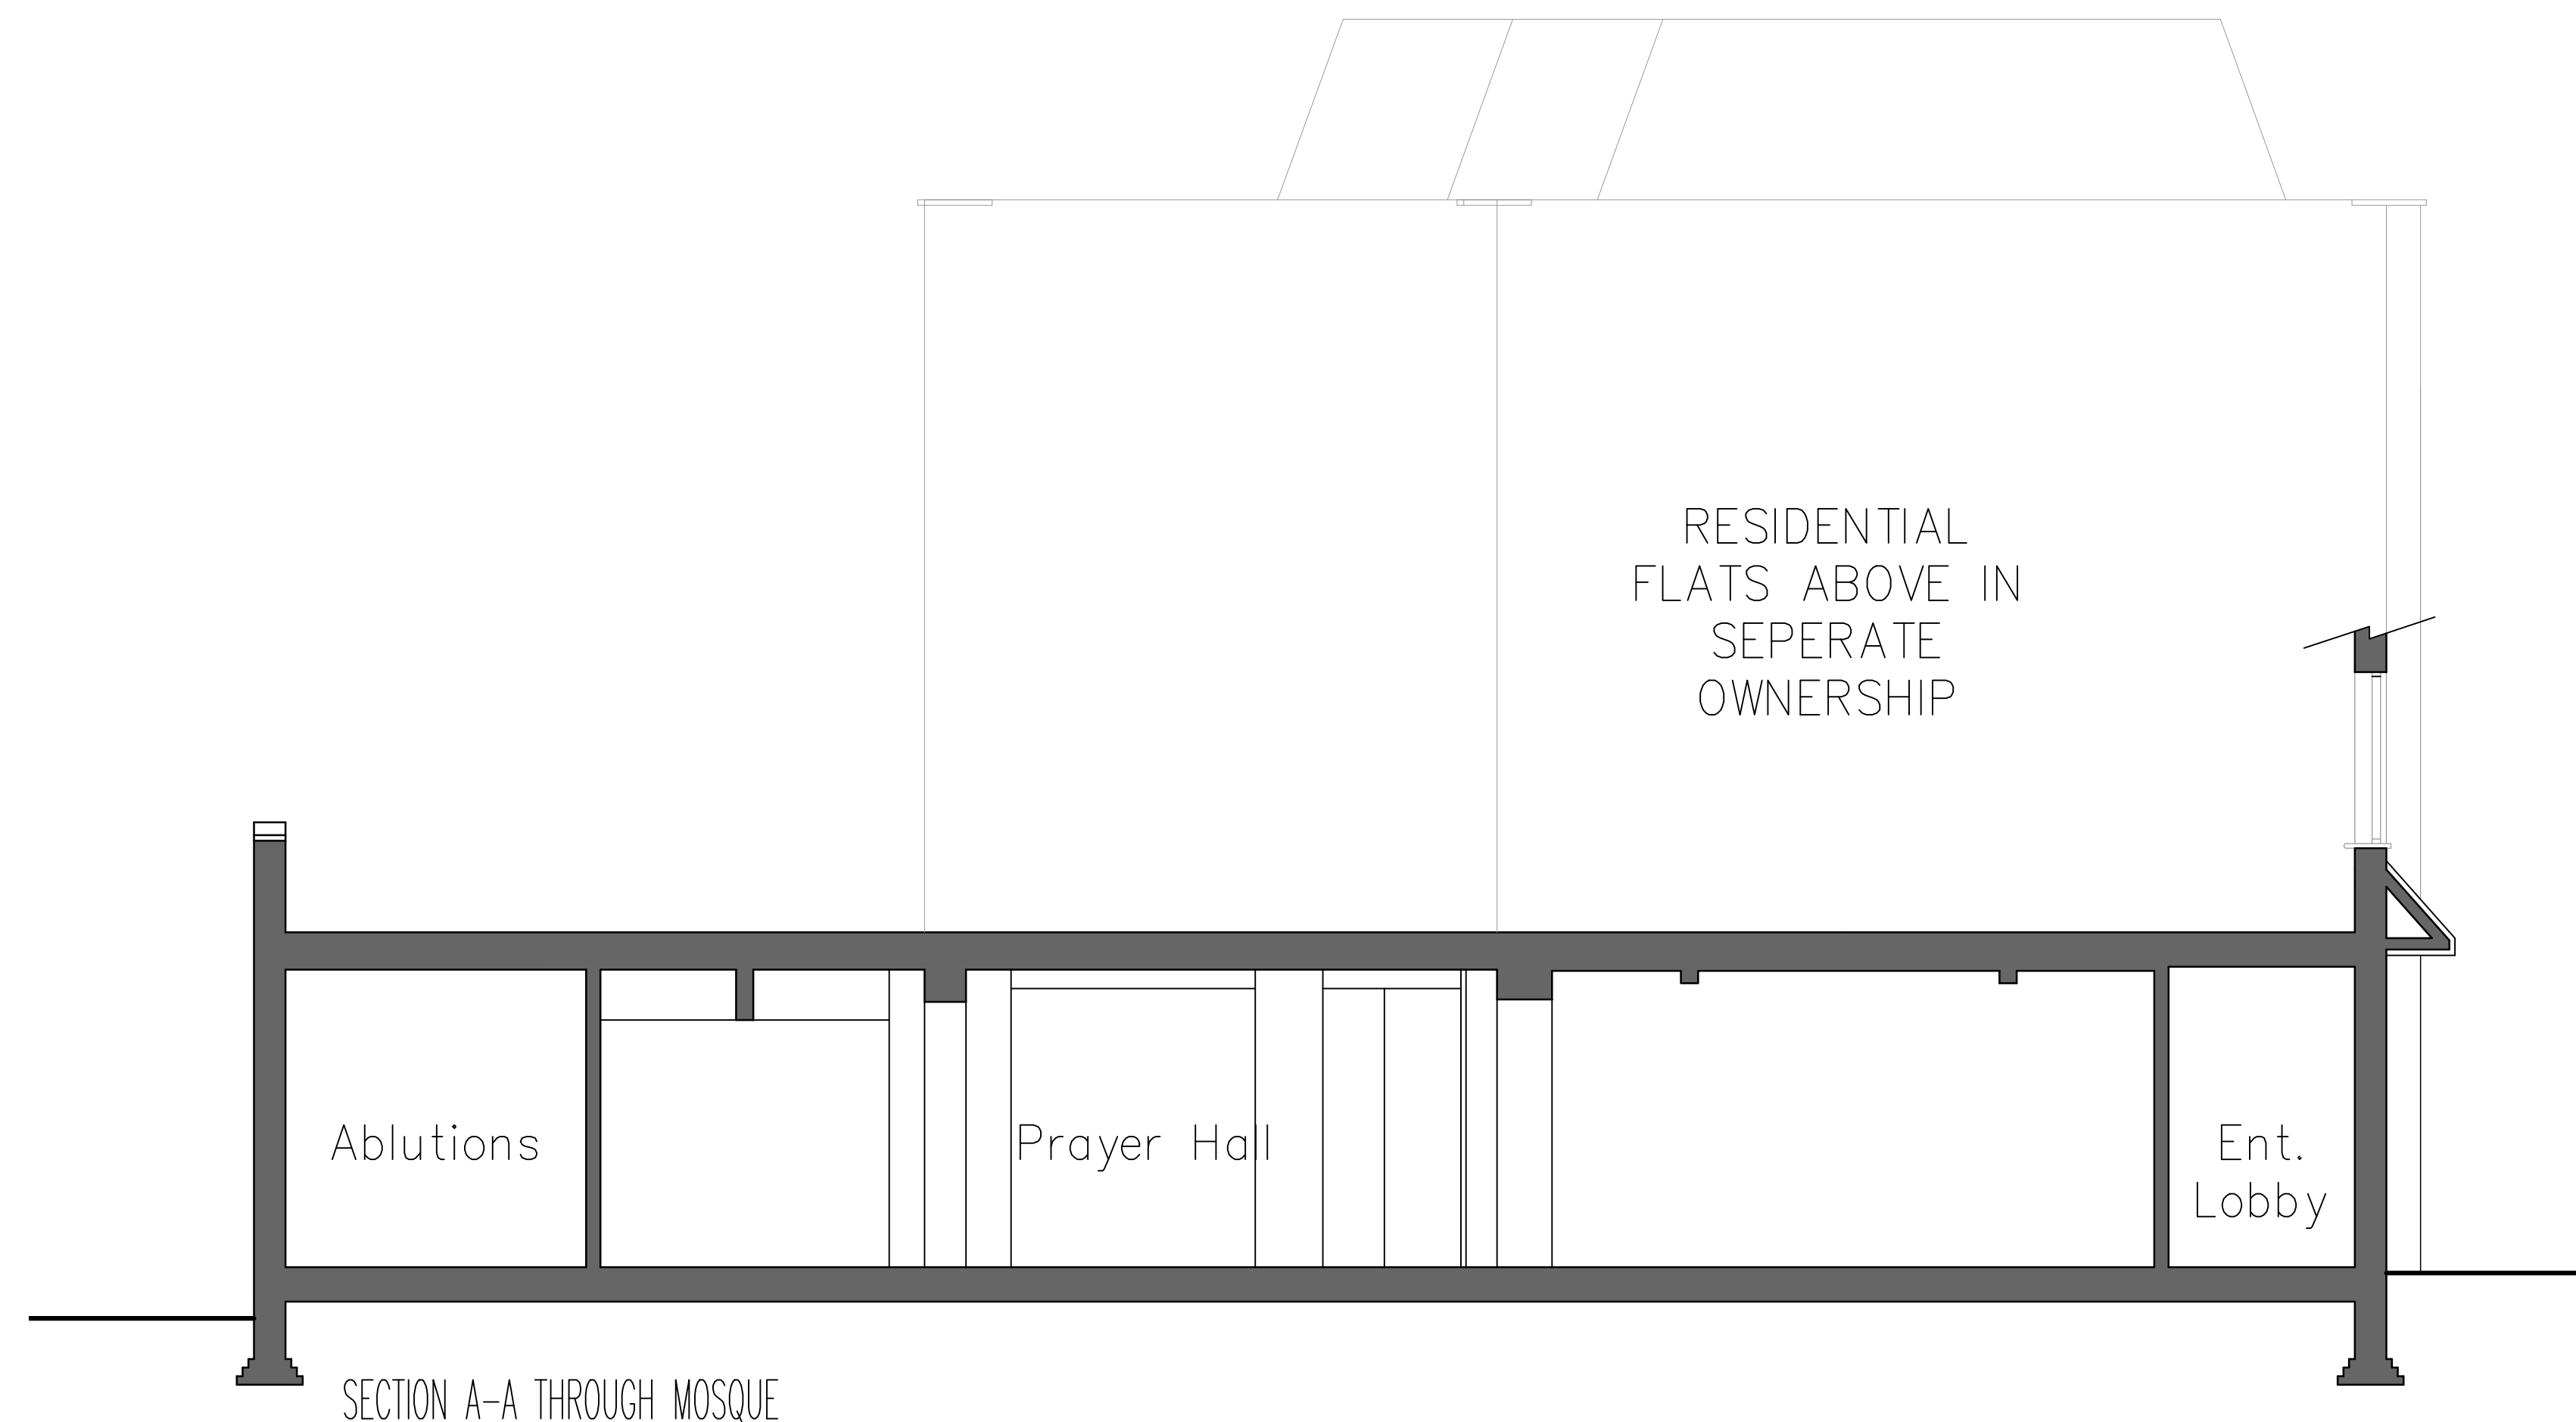 RESIDENTIAL
FLATS ABOVE IN
SEPERATE
OWNERSHIP
Ablutions
Prayer Hall
Ent.
Lobby
SECTION A-A THROUGH MOSQUE